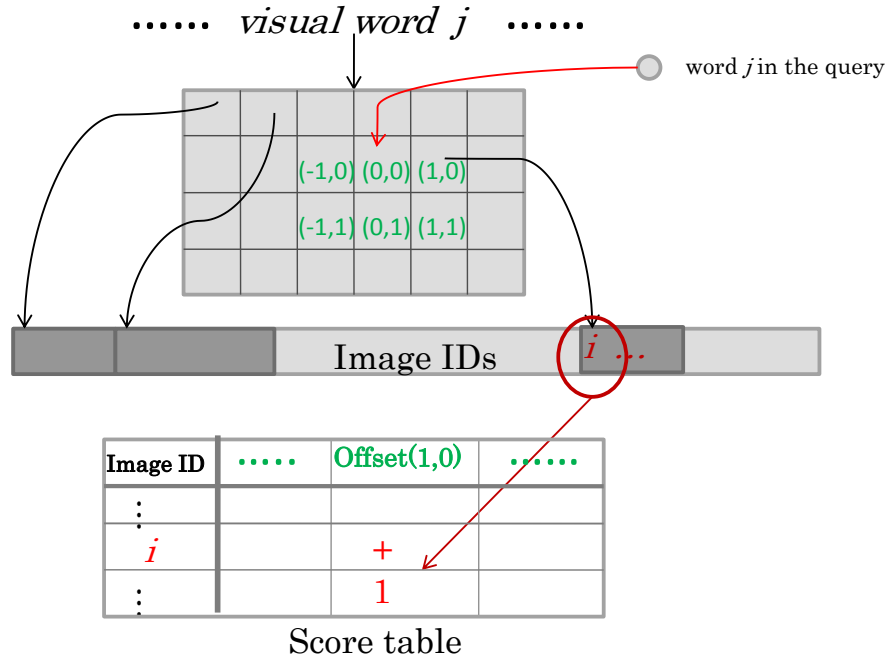 …… visual word j ……
word j in the query
(-1,0) (0,0) (1,0)
(-1,1) (0,1) (1,1)
Image IDs
i …
Image ID ‥‥‥ Offset(1,0) ‥‥‥
⋮
i +
⋮ 1
Score table